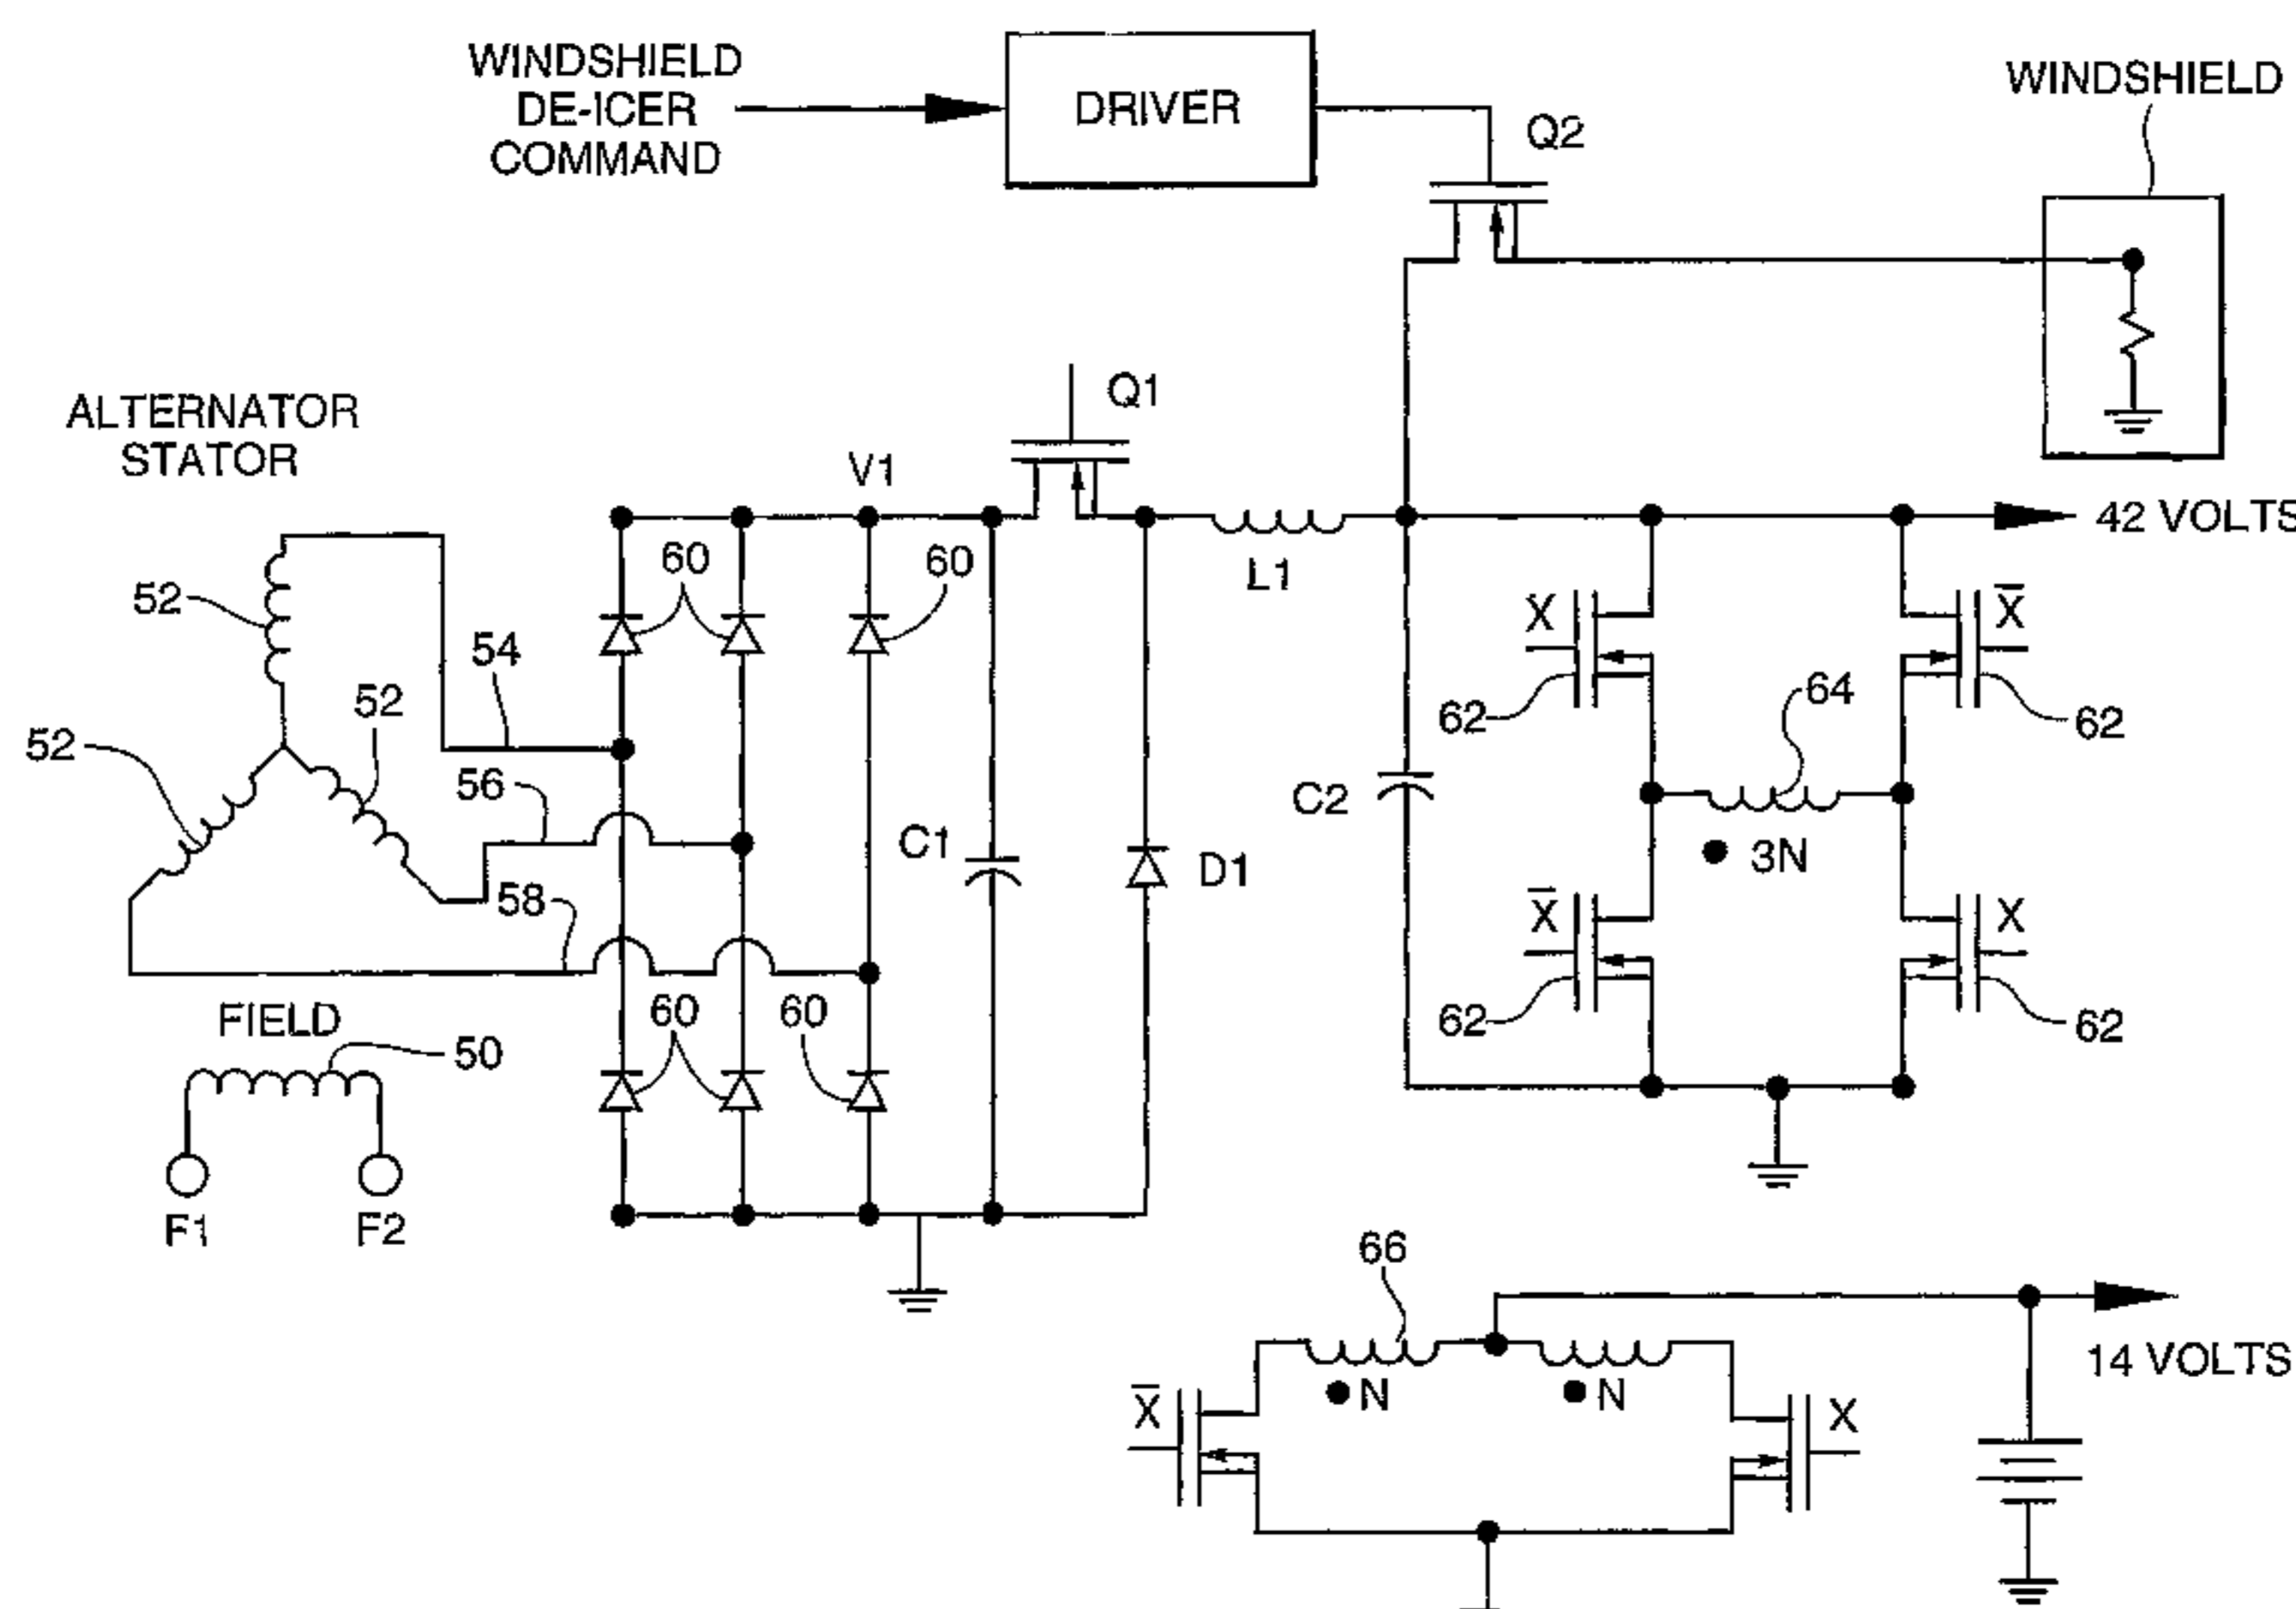 WINDSHIELD
DE-ICER
COMMAND
DRIVER
Q2
WINDSHIELD
Q1
ALTERNATOR
STATOR
V1
42 VOLTS
60
60
L1
52
X
X̅
54
64
52
62
62
52
56
C2
C1
3N
D1
58
X̅
X
60
60
62
62
FIELD
50
F1
F2
66
14 VOLTS
X̅
N
N
X